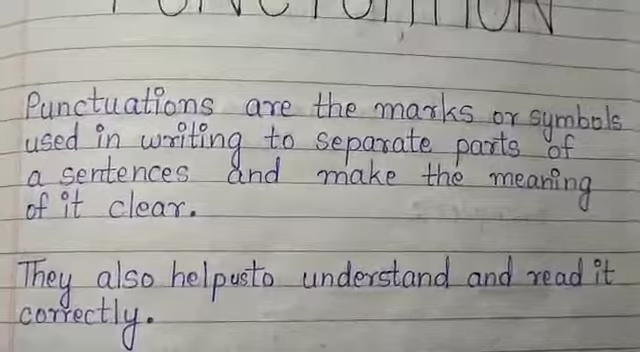 PUNCTUATION
Punctuations are the marks or symbols
used in writing to separate parts of
a sentences and make the meaning
of it clear.
They also helpusto understand and read it
correctly.